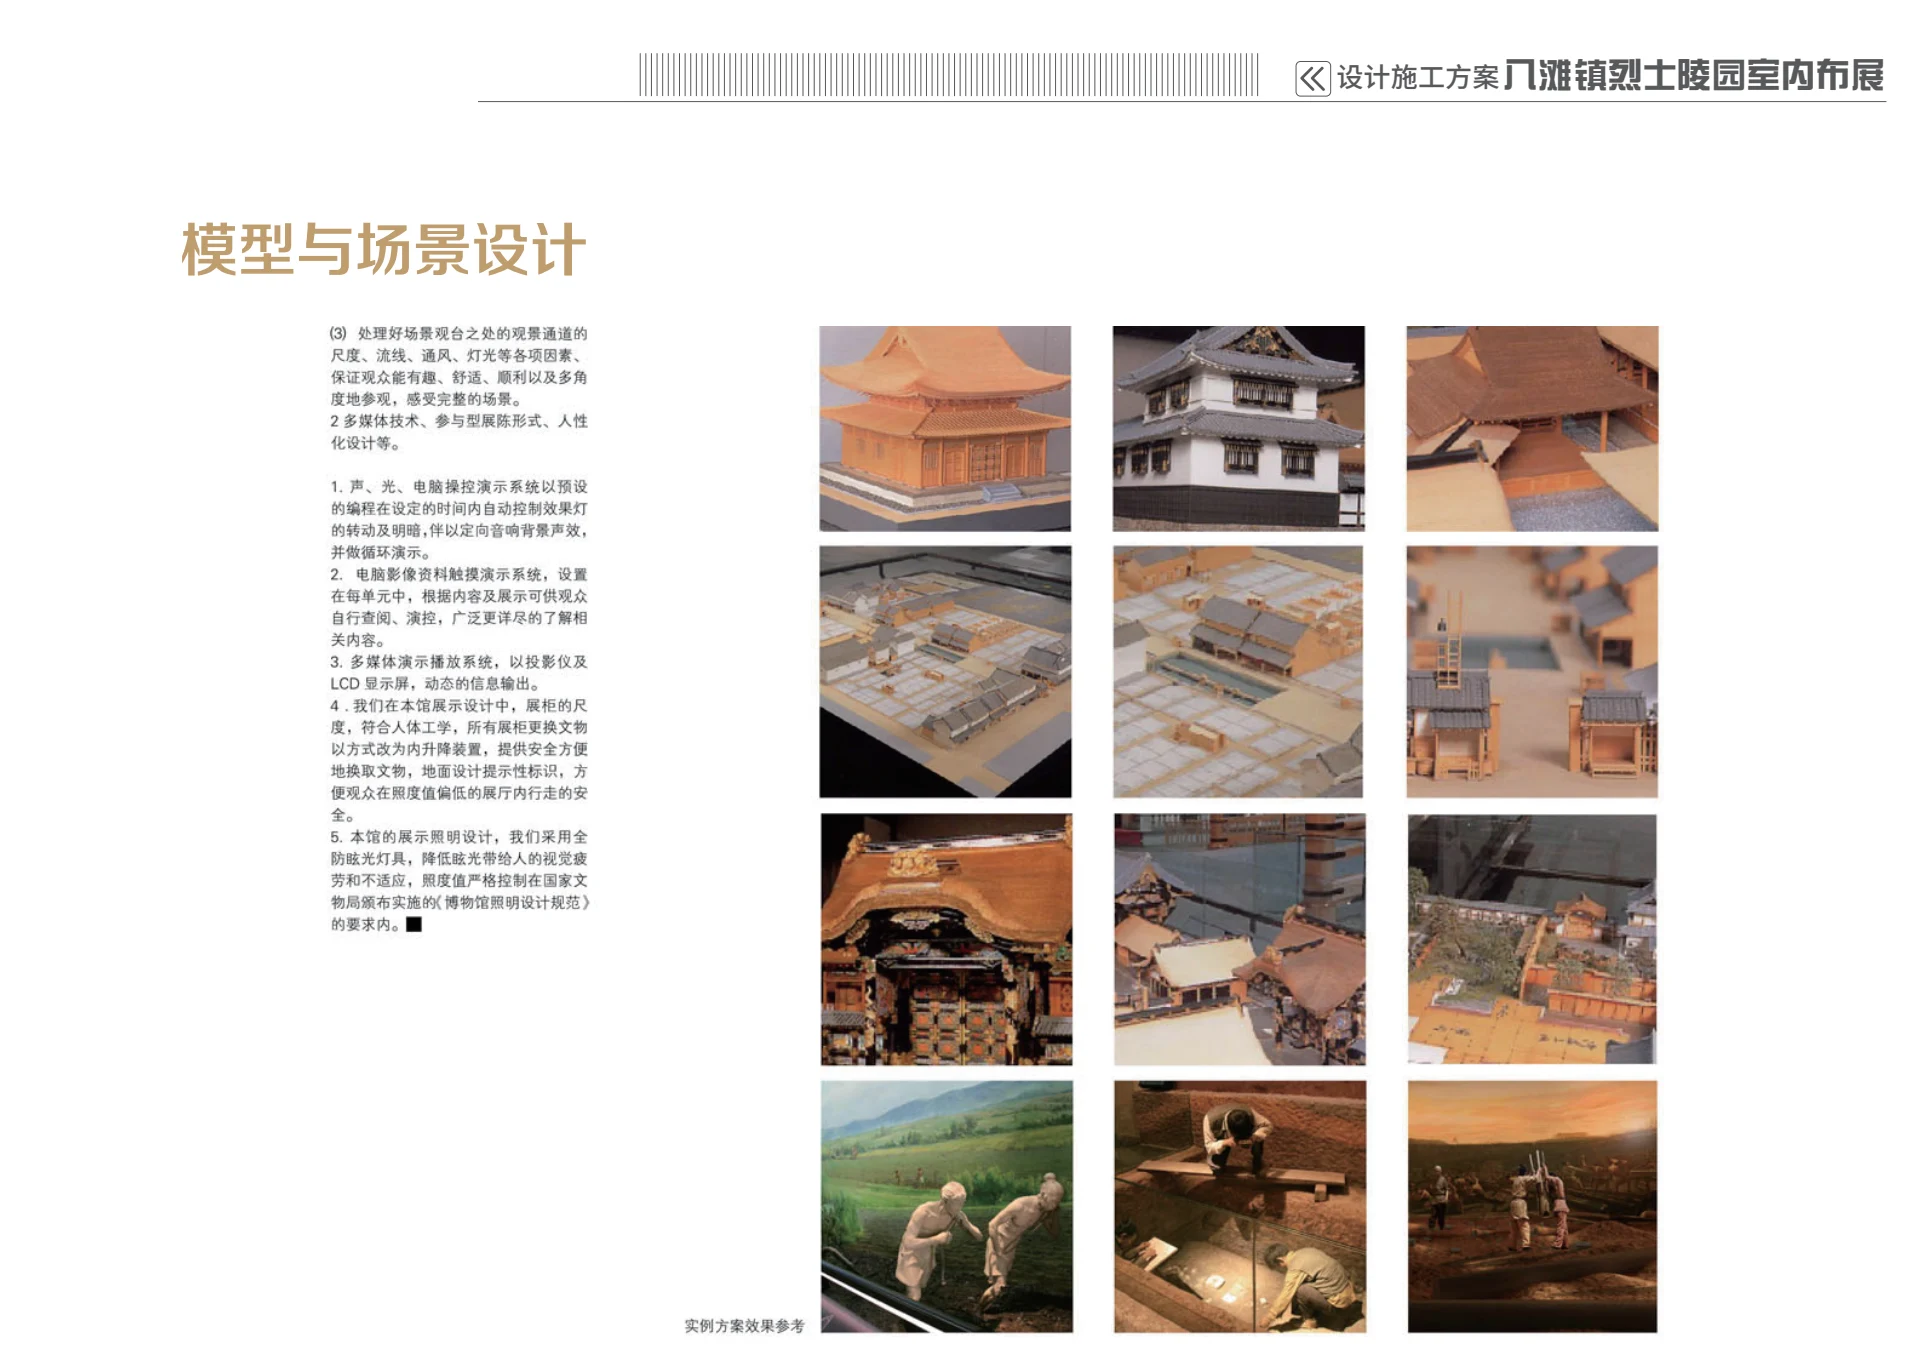 设计施工方案 八滩镇烈士陵园室内布展
模型与场景设计
(3) 处理好场景观台之处的观景通道的
尺度、流线、通风、灯光等各项因素、
保证观众能有趣、舒适、顺利以及多角
度地参观，感受完整的场景。
2 多媒体技术、参与型展陈形式、人性
化设计等。
1. 声、光、电脑操控演示系统以预设
的编程在设定的时间内自动控制效果灯
的转动及明暗，伴以定向音响背景声效，
并做循环演示。
2. 电脑影像资料触摸演示系统，设置
在每单元中，根据内容及展示可供观众
自行查阅、演控，广泛更详尽的了解相
关内容。
3. 多媒体演示播放系统，以投影仪及
LCD 显示屏，动态的信息输出。
4 . 我们在本馆展示设计中，展柜的尺
度，符合人体工学，所有展柜更换文物
以方式改为内升降装置，提供安全方便
地换取文物，地面设计提示性标识，方
便观众在照度值偏低的展厅内行走的安
全。
5. 本馆的展示照明设计，我们采用全
防眩光灯具，降低眩光带给人的视觉疲
劳和不适应，照度值严格控制在国家文
物局颁布实施的《博物馆照明设计规范》
的要求内。
实例方案效果参考